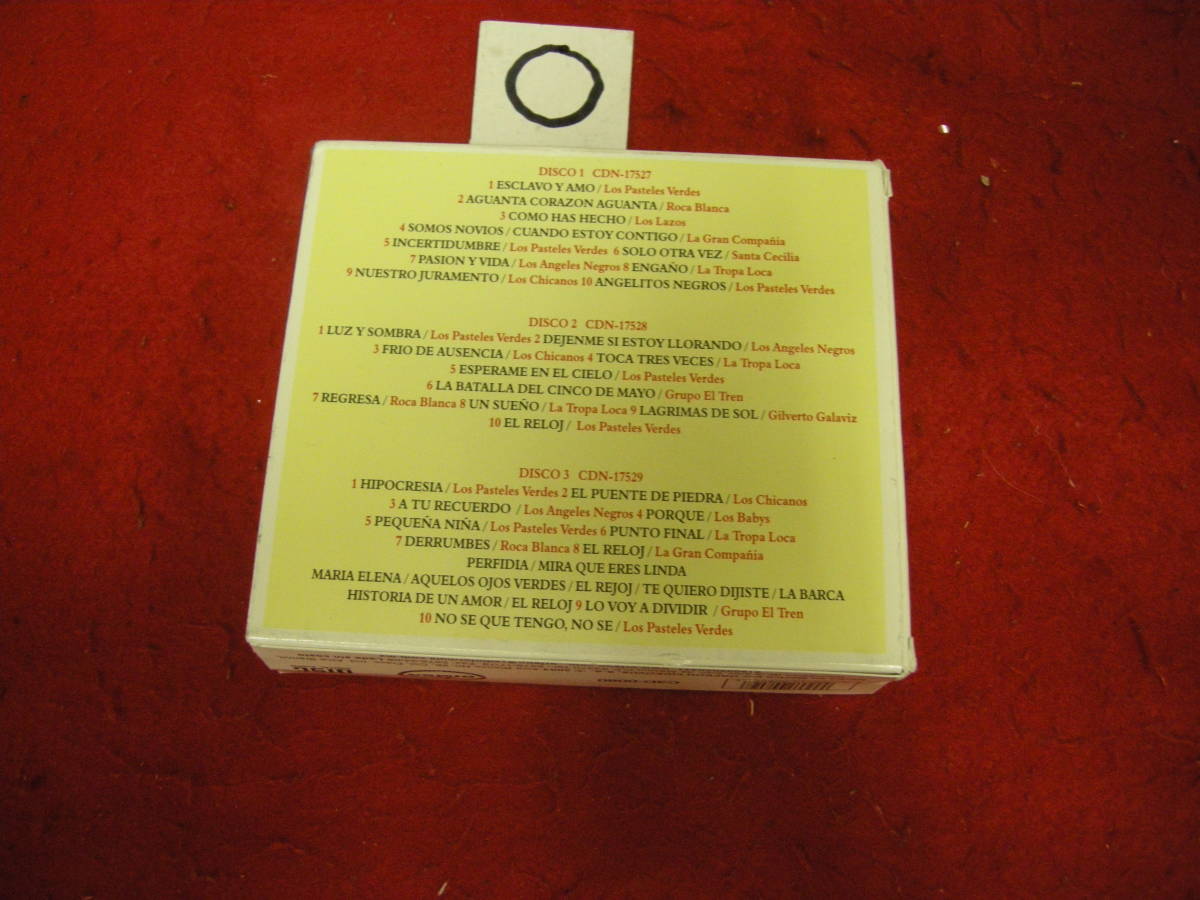 DISCO 1 CDN-17527
1 ESCLAVO Y AMO / Los Pasteles Verdes
2 AGUANTA CORAZON AGUANTA / Roca Blanca
3 COMO HAS HECHO / Los Lazos
4 SOMOS NOVIOS / CUANDO ESTOY CONTIGO / La Gran Compañia
5 INCERTIDUMBRE / Los Pasteles Verdes 6 SOLO OTRA VEZ / Santa Cecilia
7 PASION Y VIDA / Los Angeles Negros 8 ENGAÑO / La Tropa Loca
9 NUESTRO JURAMENTO / Los Chicanos 10 ANGELITOS NEGROS / Los Pasteles Verdes
DISCO 2 CDN-17528
1 LUZ Y SOMBRA / Los Pasteles Verdes 2 DEJENME SI ESTOY LLORANDO / Los Angeles Negros
3 FRIO DE AUSENCIA / Los Chicanos 4 TOCA TRES VECES / La Tropa Loca
5 ESPERAME EN EL CIELO / Los Pasteles Verdes
6 LA BATALLA DEL CINCO DE MAYO / Grupo El Tren
7 REGRESA / Roca Blanca 8 UN SUEÑO / La Tropa Loca 9 LAGRIMAS DE SOL / Gilverto Galaviz
10 EL RELOJ / Los Pasteles Verdes
DISCO 3 CDN-17529
1 HIPOCRESIA / Los Pasteles Verdes 2 EL PUENTE DE PIEDRA / Los Chicanos
3 A TU RECUERDO / Los Angeles Negros 4 PORQUE / Los Babys
5 PEQUEÑA NIÑA / Los Pasteles Verdes 6 PUNTO FINAL / La Tropa Loca
7 DERRUMBES / Roca Blanca 8 EL RELOJ / La Gran Compañia
PERFIDIA / MIRA QUE ERES LINDA
MARIA ELENA / AQUELOS OJOS VERDES / EL REJOJ / TE QUIERO DIJISTE / LA BARCA
HISTORIA DE UN AMOR / EL RELOJ 9 LO VOY A DIVIDIR / Grupo El Tren
10 NO SE QUE TENGO, NO SE / Los Pasteles Verdes